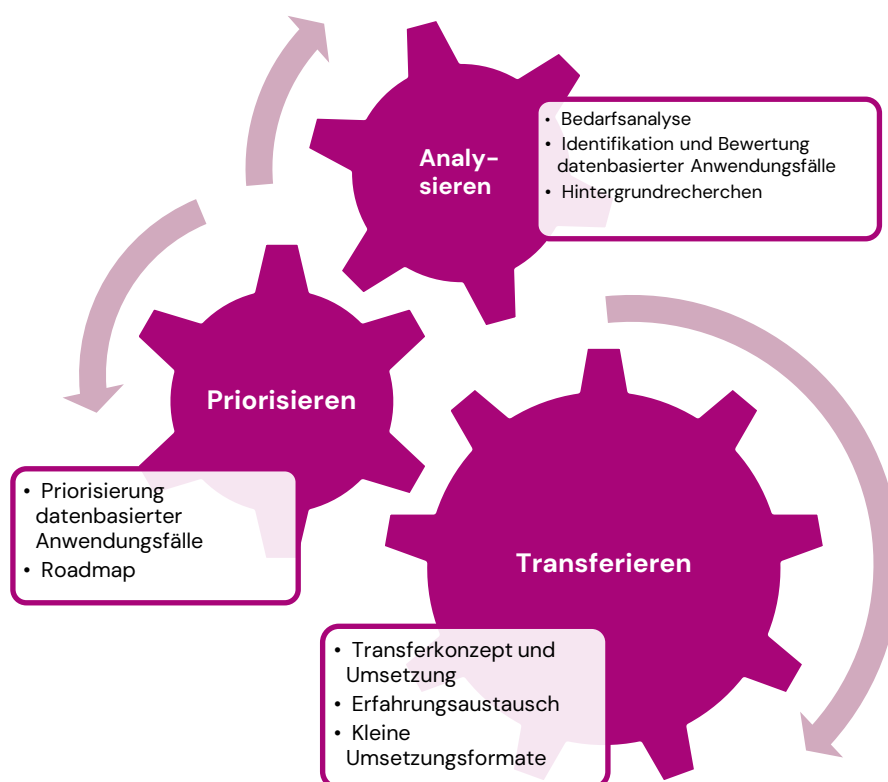 Analy-
sieren
• Bedarfsanalyse
• Identifikation und Bewertung
datenbasierter Anwendungsfälle
• Hintergrundrecherchen
Priorisieren
• Priorisierung
datenbasierter
Anwendungsfälle
• Roadmap
Transferieren
• Transferkonzept und
Umsetzung
• Erfahrungsaustausch
• Kleine
Umsetzungsformate